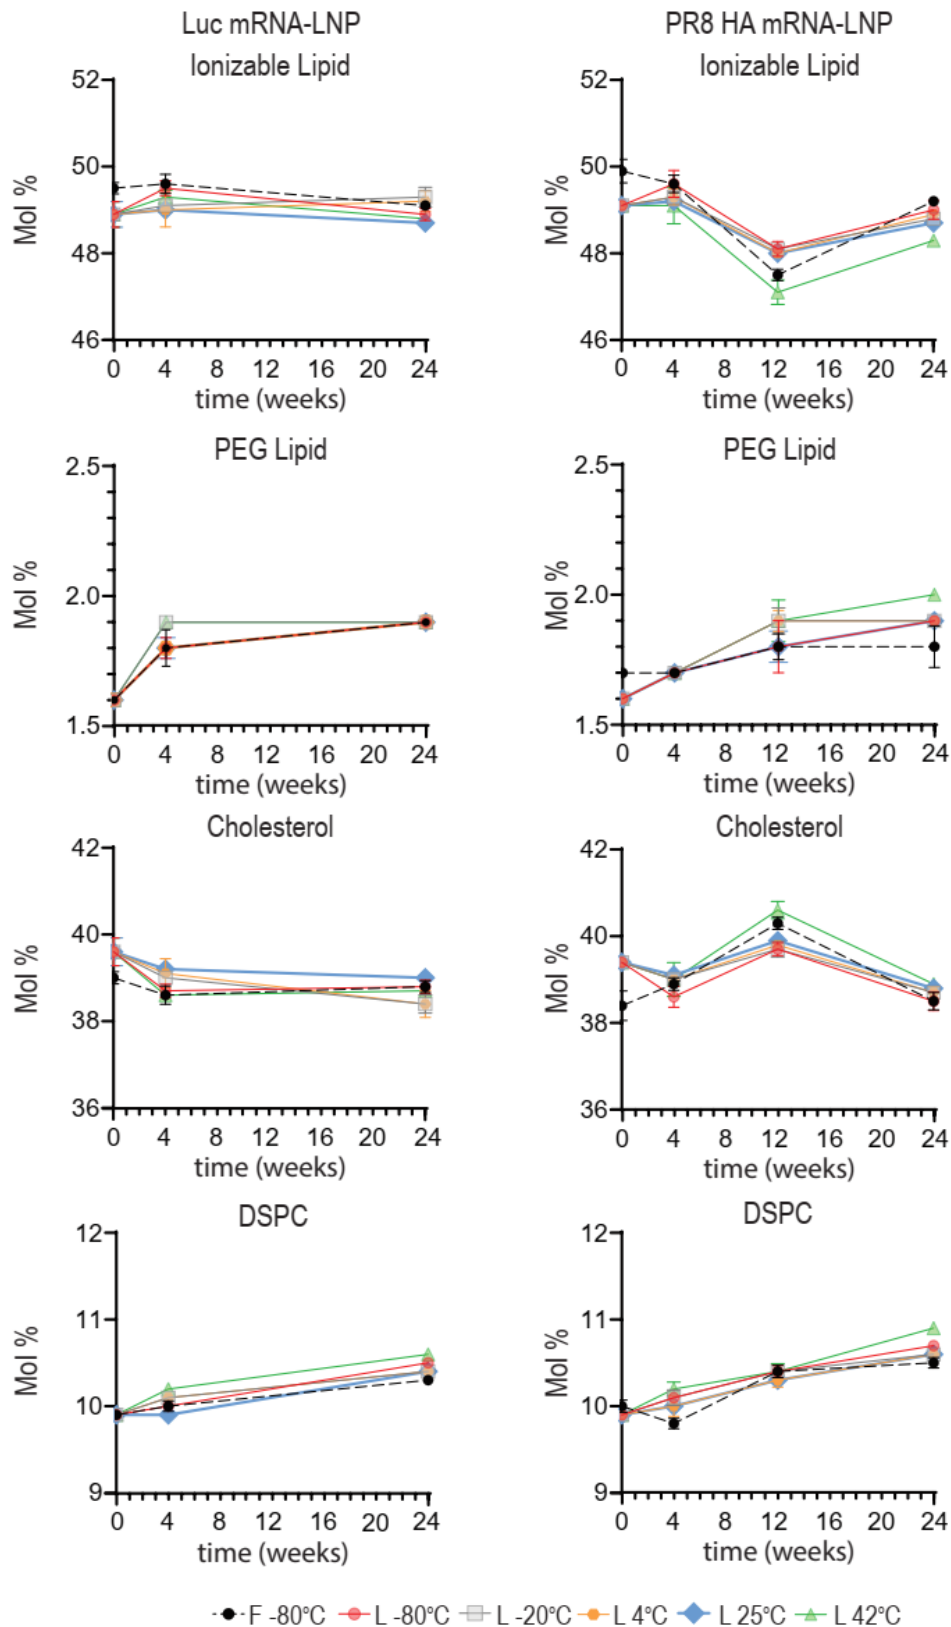 Luc mRNA-LNP
PR8 HA mRNA-LNP
Ionizable Lipid
52
50
48
46
Mol %
0 4 8 12 16 20 24
time (weeks)
Ionizable Lipid
52
50
48
46
Mol %
0 4 8 12 16 20 24
time (weeks)
PEG Lipid
2.5
2.0
1.5
Mol %
0 4 8 12 16 20 24
time (weeks)
PEG Lipid
2.5
2.0
1.5
Mol %
0 4 8 12 16 20 24
time (weeks)
Cholesterol
42
40
38
36
Mol %
0 4 8 12 16 20 24
time (weeks)
Cholesterol
42
40
38
36
Mol %
0 4 8 12 16 20 24
time (weeks)
DSPC
12
11
10
9
Mol %
0 4 8 12 16 20 24
time (weeks)
DSPC
12
11
10
9
Mol %
0 4 8 12 16 20 24
time (weeks)
F -80°C L -80°C L -20°C L 4°C L 25°C L 42°C